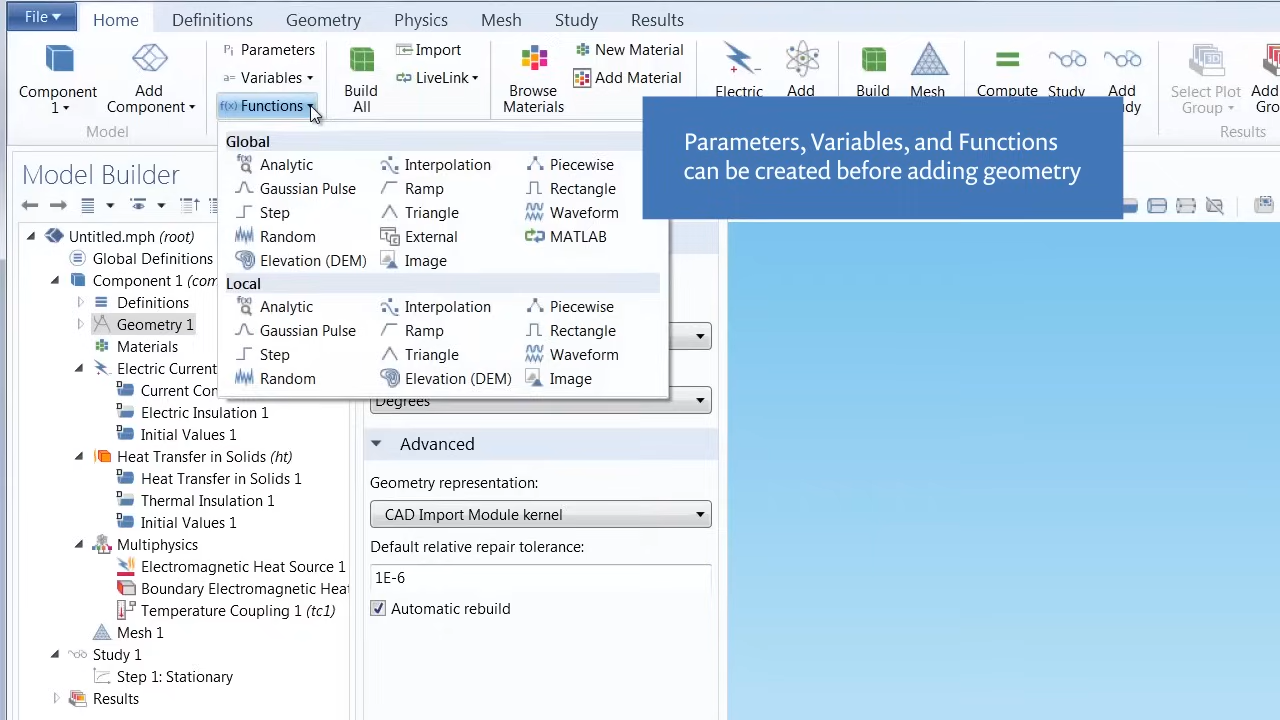 File
Home
Definitions
Geometry
Physics
Mesh
Study
Results
Component
1
Add
Component
Model
Pi Parameters
a= Variables
f(x) Functions
Build
All
Import
LiveLink
Browse
Materials
New Material
Add Material
Electric
Add
Build
Mesh
Compute
Study
Add
Select Plot
Group
Results
Parameters, Variables, and Functions
can be created before adding geometry
Global
Analytic Interpolation Piecewise
Gaussian Pulse Ramp Rectangle
Step Triangle Waveform
Random External MATLAB
Elevation (DEM) Image
Local
Analytic Interpolation Piecewise
Gaussian Pulse Ramp Rectangle
Step Triangle Waveform
Random Elevation (DEM) Image
Model Builder
Untitled.mph (root)
Global Definitions
Component 1
Definitions
Geometry 1
Materials
Electric
Current
Electric Insulation 1
Initial Values 1
Heat Transfer in Solids (ht)
Heat Transfer in Solids 1
Thermal Insulation 1
Initial Values 1
Multiphysics
Electromagnetic Heat Source 1
Boundary Electromagnetic Heat
Temperature Coupling 1 (tc1)
Mesh 1
Study 1
Step 1: Stationary
Results
Degrees
Advanced
Geometry representation:
CAD Import Module kernel
Default relative repair tolerance:
1E-6
Automatic rebuild